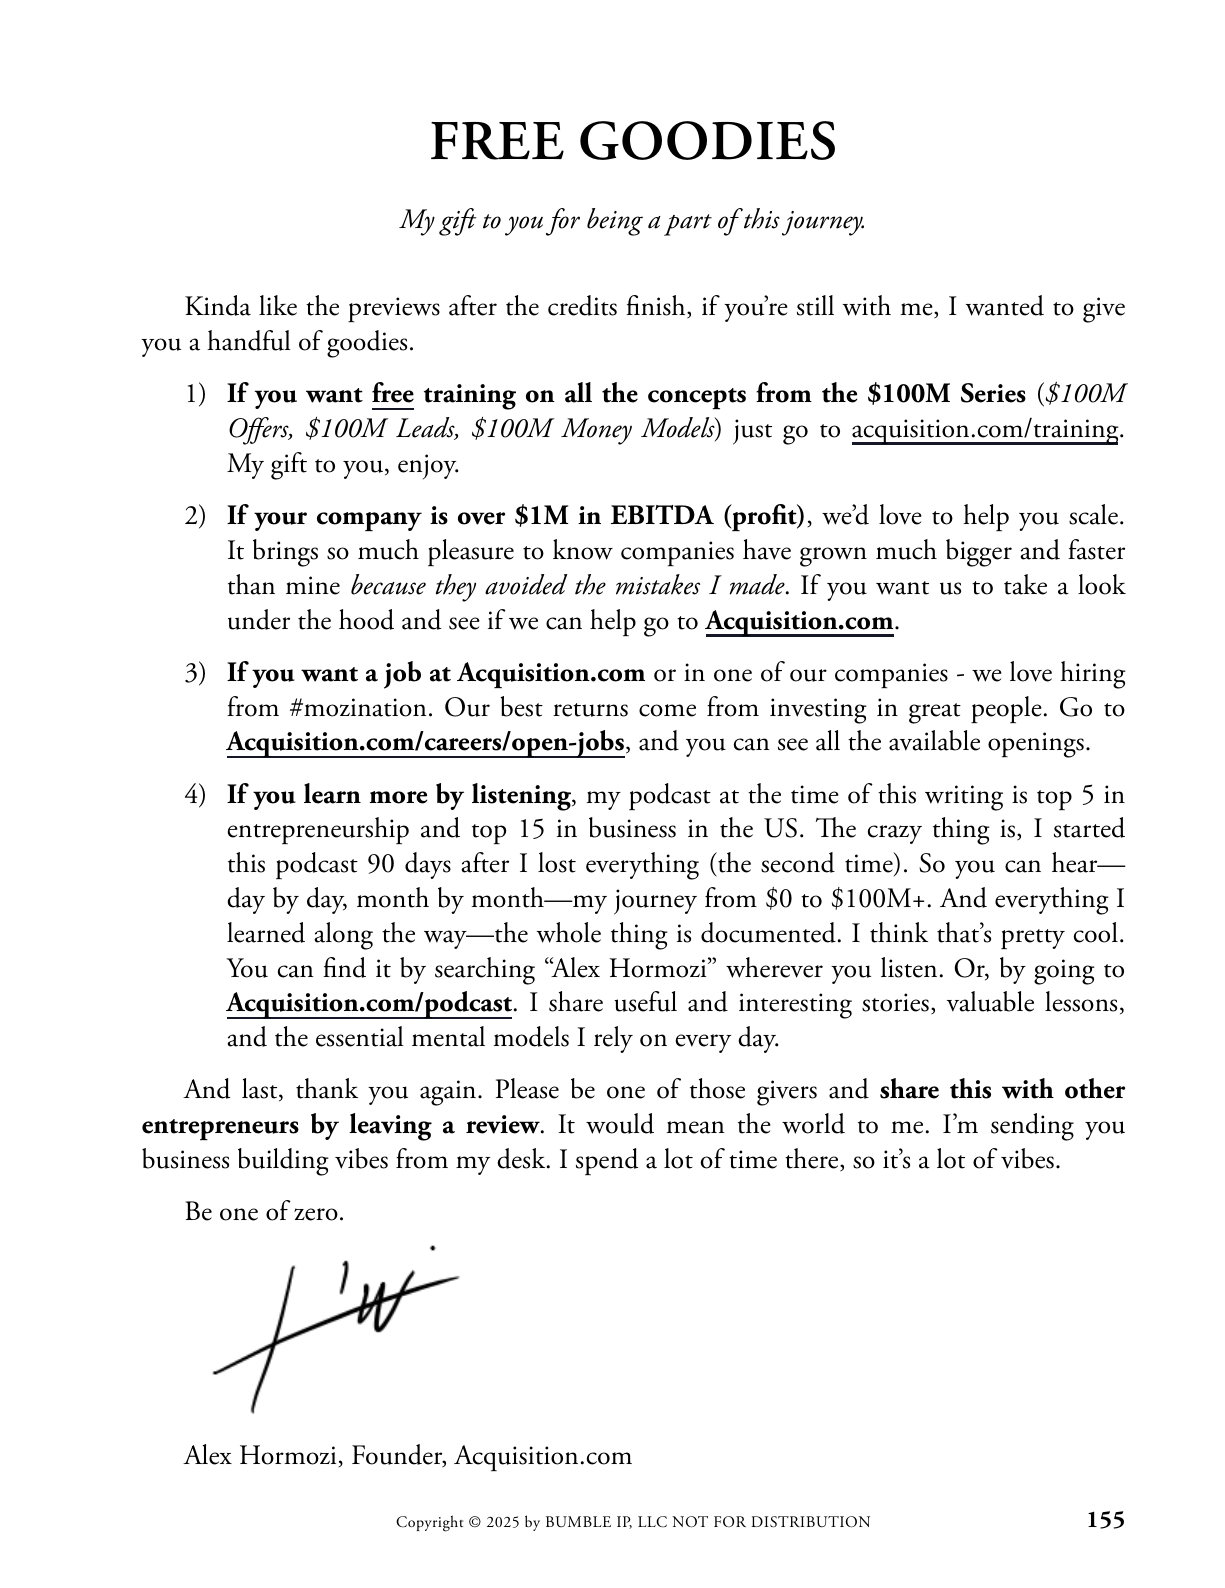 FREE GOODIES
My gift to you for being a part of this journey.
Kinda like the previews after the credits finish, if you’re still with me, I wanted to give
you a handful of goodies.
1) If you want free training on all the concepts from the $100M Series ($100M
Offers, $100M Leads, $100M Money Models) just go to acquisition.com/training.
My gift to you, enjoy.
2) If your company is over $1M in EBITDA (profit), we’d love to help you scale.
It brings so much pleasure to know companies have grown much bigger and faster
than mine because they avoided the mistakes I made. If you want us to take a look
under the hood and see if we can help go to Acquisition.com.
3) If you want a job at Acquisition.com or in one of our companies - we love hiring
from #mozination. Our best returns come from investing in great people. Go to
Acquisition.com/careers/open-jobs, and you can see all the available openings.
4) If you learn more by listening, my podcast at the time of this writing is top 5 in
entrepreneurship and top 15 in business in the US. The crazy thing is, I started
this podcast 90 days after I lost everything (the second time). So you can hear—
day by day, month by month—my journey from $0 to $100M+. And everything I
learned along the way—the whole thing is documented. I think that’s pretty cool.
You can find it by searching “Alex Hormozi” wherever you listen. Or, by going to
Acquisition.com/podcast. I share useful and interesting stories, valuable lessons,
and the essential mental models I rely on every day.
And last, thank you again. Please be one of those givers and share this with other
entrepreneurs by leaving a review. It would mean the world to me. I’m sending you
business building vibes from my desk. I spend a lot of time there, so it’s a lot of vibes.
Be one of zero.
Alex Hormozi, Founder, Acquisition.com
Copyright © 2025 by BUMBLE IP, LLC NOT FOR DISTRIBUTION 155